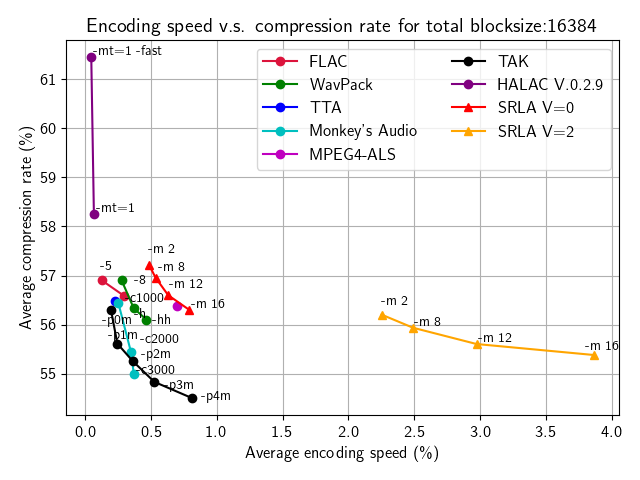 Encoding speed v.s. compression rate for total blocksize:16384
Average compression rate (%)
61
60
59
58
57
56
55
FLAC
WavPack
TTA
Monkey's Audio
MPEG4-ALS
TAK
HALAC V.0.2.9
SRLA V=0
SRLA V=2
-mt=1 -fast
-mt=1
-5
-8
-m 2
-m 8
-m 12
-m 16
-c1000
-h
-hh
-p0m
-p1m
-c2000
-p2m
-c3000
-p3m
-p4m
-m 2
-m 8
-m 12
-m 16
0.0 0.5 1.0 1.5 2.0 2.5 3.0 3.5 4.0
Average encoding speed (%)